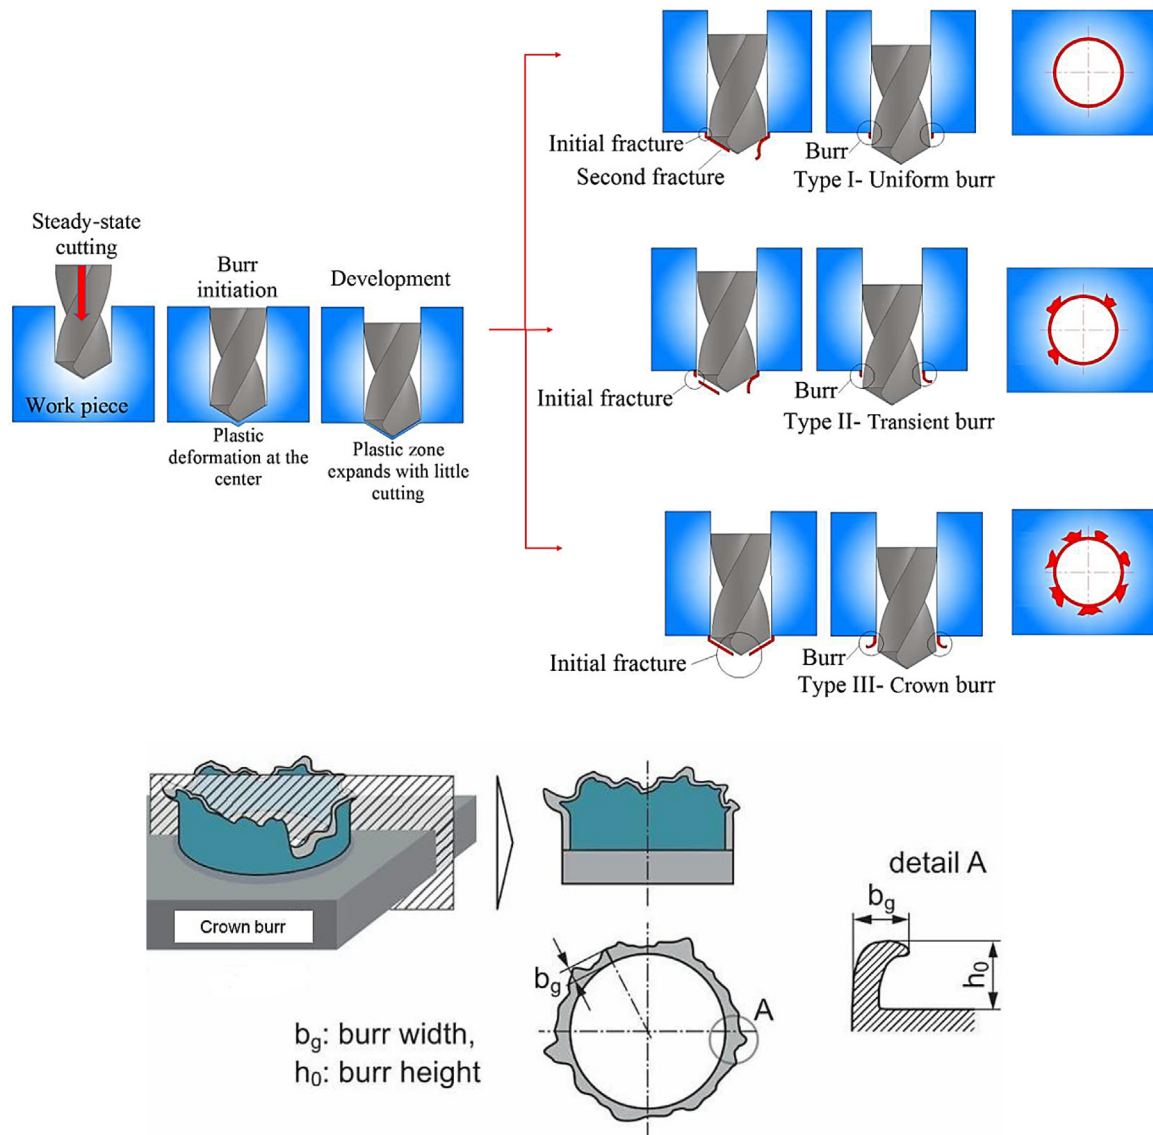 Initial fracture
Second fracture
Burr
Type I- Uniform burr
Steady-state
cutting
Work piece
Burr
initiation
Plastic
deformation at the
center
Development
Plastic zone
expands with little
cutting
Initial fracture
Burr
Type II- Transient burr
Initial fracture
Burr
Type III- Crown burr
Crown burr
bg
A
bg: burr width,
h0: burr height
detail A
bg
h0